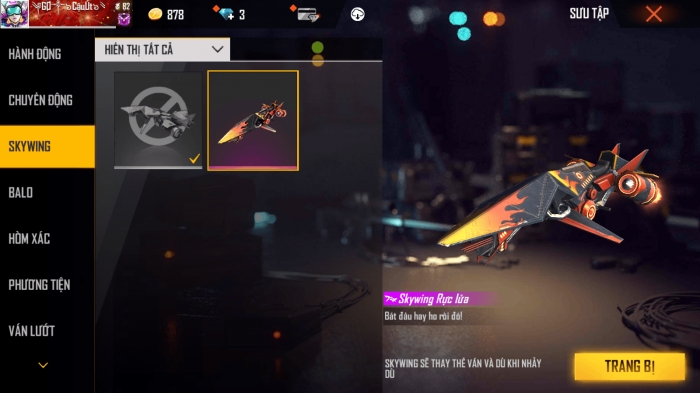 878
3
SƯU TẬP
HÀNH ĐỘNG
HIỂN THỊ TẤT CẢ
CHUYỂN ĐỘNG
SKYWING
BALO
HÒM XÁC
PHƯƠNG TIỆN
VÁN LƯỚT
Skywing Rực lửa
Bắt đầu hay ho rồi đó!
SKYWING SẼ THAY THẾ VÁN VÀ DÙ KHI NHẢY
DÙ
TRANG BỊ